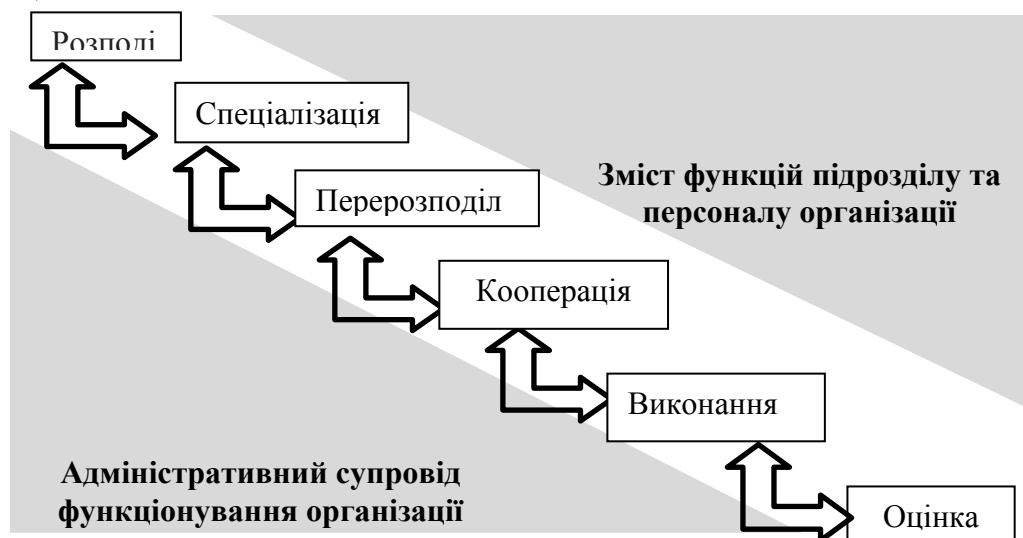 Розподі
Спеціалізація
Перерозподіл
Зміст функцій підрозділу та
персоналу організації
Кооперація
Виконання
Адміністративний супровід
функціонування організації
Оцінка